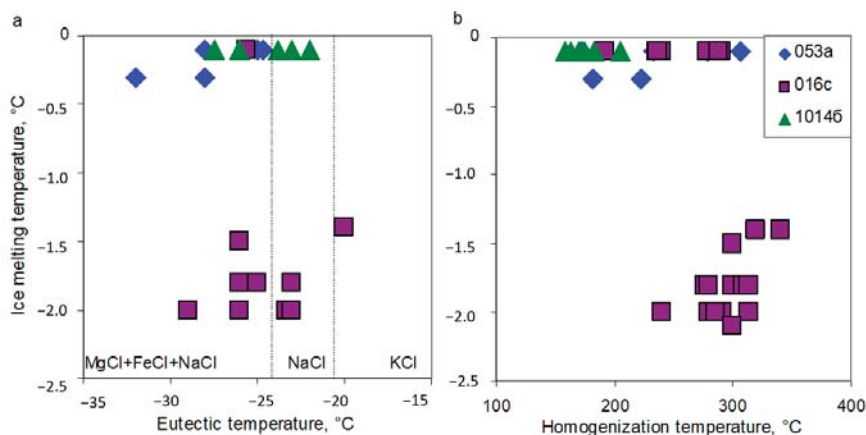 a
b
0
−0.5
−1.0
−1.5
−2.0
−2.5
Ice melting temperature, °C
MgCl+FeCl+NaCl
NaCl
KCl
−35
−30
−25
−20
−15
Eutectic temperature, °C
0
−0.5
−1.0
−1.5
−2.0
−2.5
053a
016c
1014б
100
200
300
400
Homogenization temperature, °C